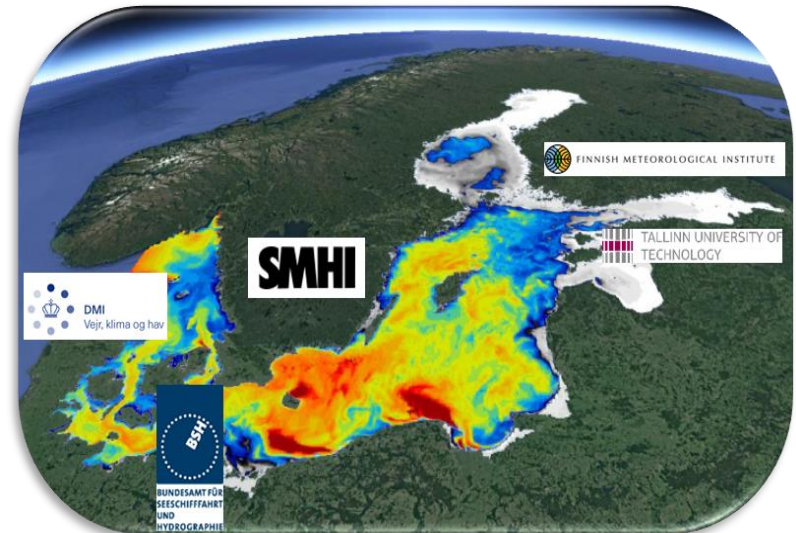 FINNISH METEOROLOGICAL INSTITUTE
TALLINN UNIVERSITY OF
TECHNOLOGY
SMHI
DMI
Vejr, klima og hav
BSH
BUNDESAMT FÜR
SEESCHIFFFAHRT
UND
HYDROGRAPHIE